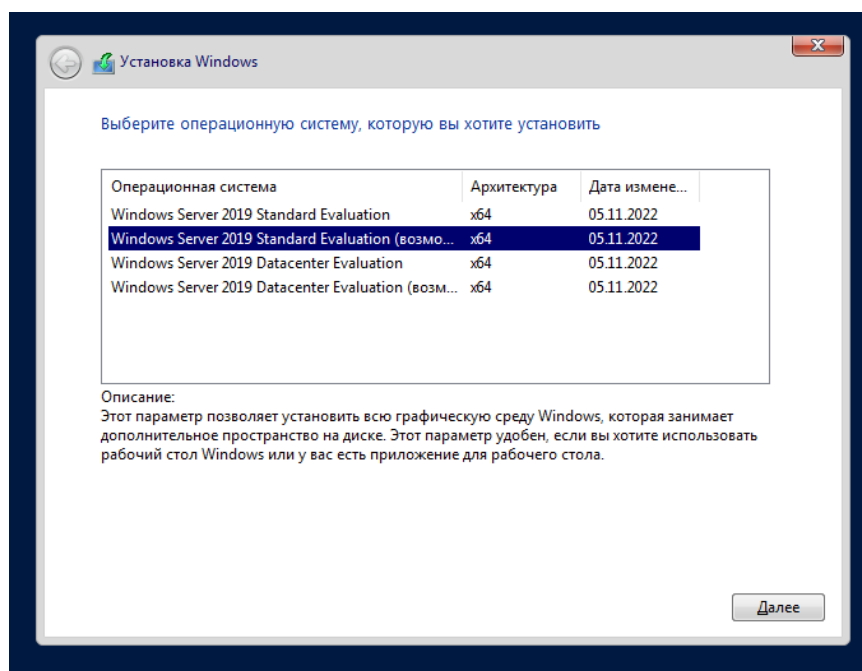 Установка Windows
Выберите операционную систему, которую вы хотите установить
Операционная система Архитектура Дата измене...
Windows Server 2019 Standard Evaluation x64 05.11.2022
Windows Server 2019 Standard Evaluation (возмо... x64 05.11.2022
Windows Server 2019 Datacenter Evaluation x64 05.11.2022
Windows Server 2019 Datacenter Evaluation (возм... x64 05.11.2022
Описание:
Этот параметр позволяет установить всю графическую среду Windows, которая занимает
дополнительное пространство на диске. Этот параметр удобен, если вы хотите использовать
рабочий стол Windows или у вас есть приложение для рабочего стола.
Далее